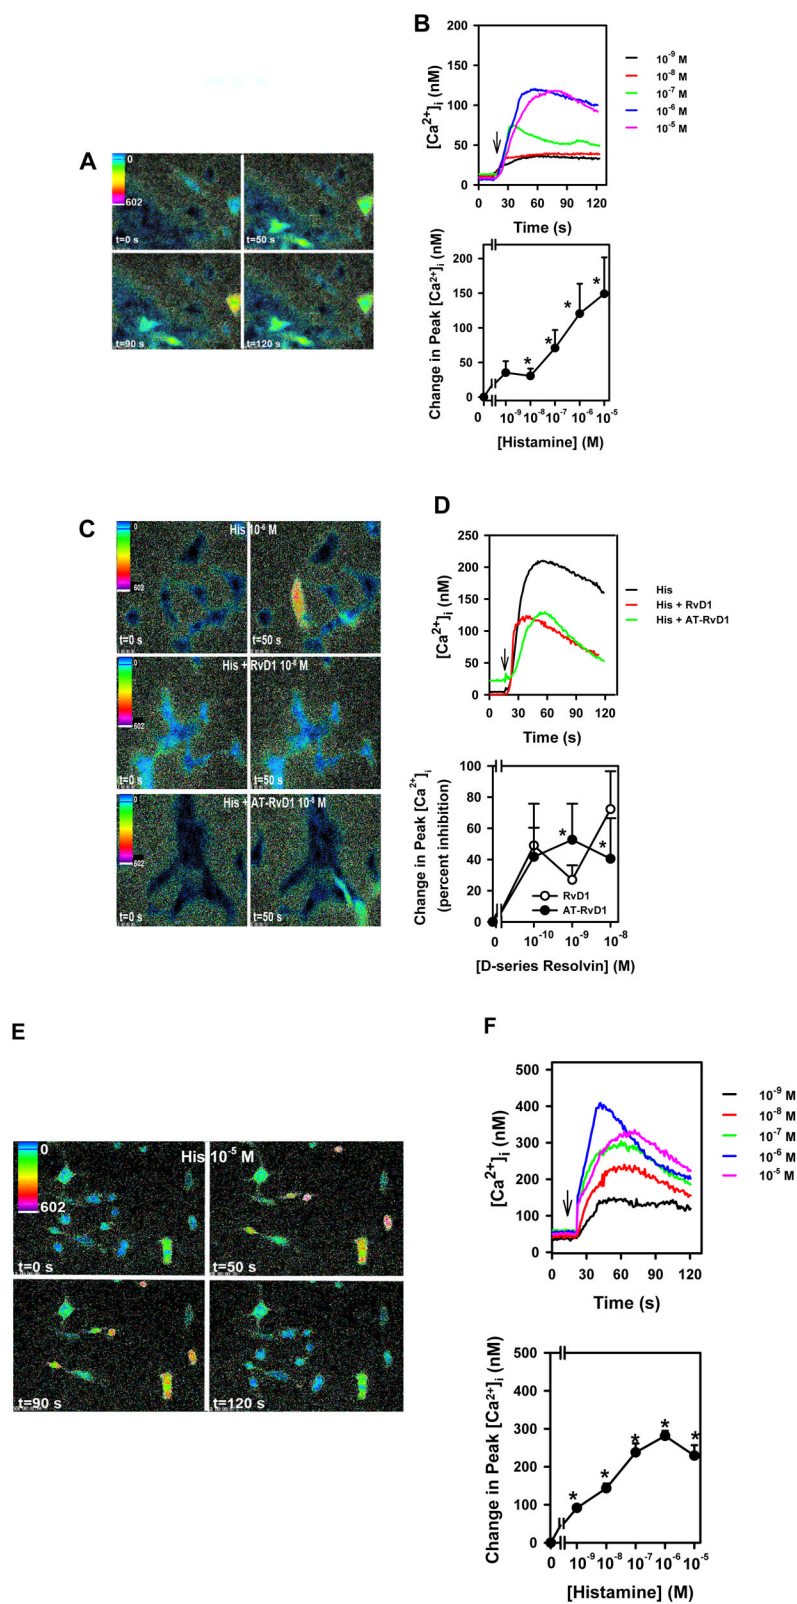 A
0
602
t=0 s
t=50 s
t=90 s
t=120 s
B
[Ca²⁺]ᵢ (nM)
200
150
100
50
0
0 30 60 90 120
Time (s)
10⁻⁹ M
10⁻⁸ M
10⁻⁷ M
10⁻⁶ M
10⁻⁵ M
Change in Peak [Ca²⁺]ᵢ (nM)
200
150
100
50
0
* * * *
0 10⁻⁹ 10⁻⁸ 10⁻⁷ 10⁻⁶ 10⁻⁵
[Histamine] (M)
C
0
602
His 10⁻⁶ M
t=0 s
t=50 s
0
602
His + RvD1 10⁻⁸ M
t=0 s
t=50 s
0
602
His + AT-RvD1 10⁻⁸ M
t=0 s
t=50 s
D
[Ca²⁺]ᵢ (nM)
250
200
150
100
50
0
0 30 60 90 120
Time (s)
His
His + RvD1
His + AT-RvD1
Change in Peak [Ca²⁺]ᵢ
(percent inhibition)
100
80
60
40
20
0
* *
RvD1
AT-RvD1
0 10⁻¹⁰ 10⁻⁹ 10⁻⁸
[D-series Resolvin] (M)
E
0
602
His 10⁻⁵ M
t=0 s
t=50 s
t=90 s
t=120 s
F
[Ca²⁺]ᵢ (nM)
500
400
300
200
100
0
0 30 60 90 120
Time (s)
10⁻⁹ M
10⁻⁸ M
10⁻⁷ M
10⁻⁶ M
10⁻⁵ M
Change in Peak [Ca²⁺]ᵢ (nM)
500
400
300
200
100
0
* * * * *
0 10⁻⁹ 10⁻⁸ 10⁻⁷ 10⁻⁶ 10⁻⁵
[Histamine] (M)